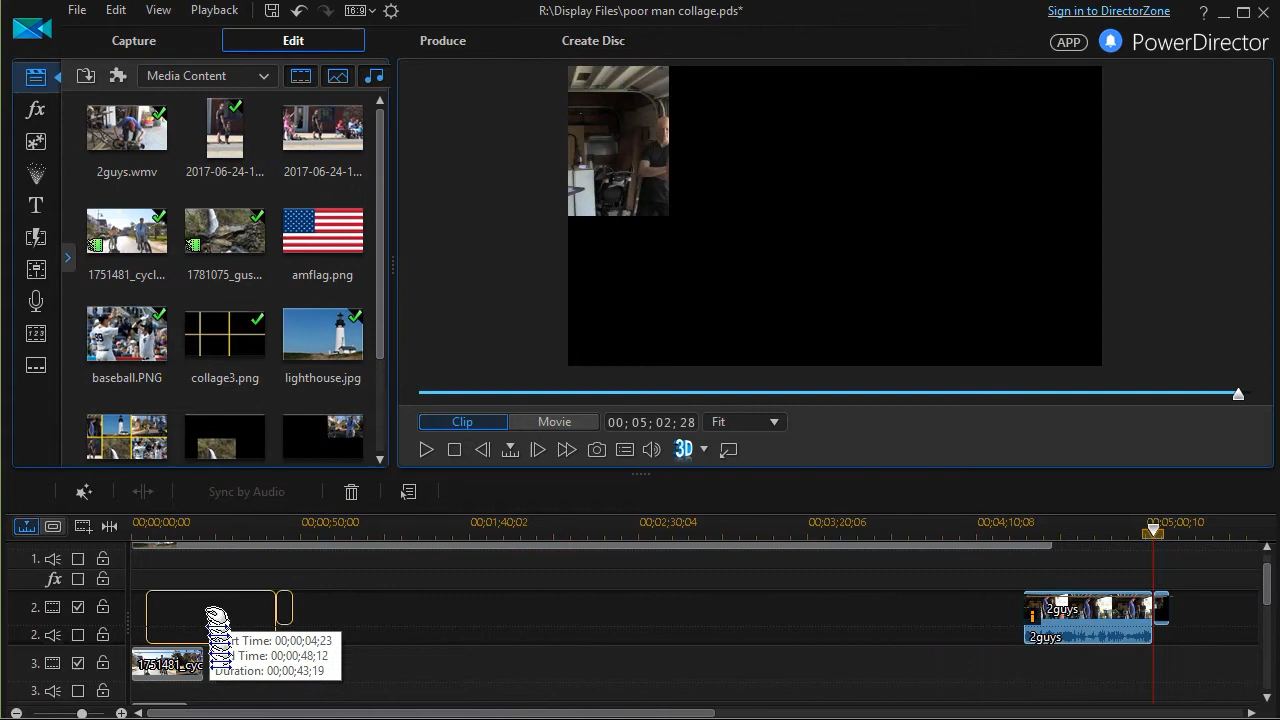 File Edit View Playback 16:9 R:\Display Files\poor man collage.pds* Sign in to DirectorZone ?
Capture Edit Produce Create Disc APP PowerDirector
Media Content
fx
2guys.wmv 2017-06-24-1... 2017-06-24-1...
T
1751481_cycl... 1781075_gus... amflag.png
baseball.PNG collage3.png lighthouse.jpg
123
Clip Movie 00; 05; 02; 28 Fit
3D
Sync by Audio
00;00;00;00 00;00;50;00 00;01;40;02 00;02;30;04 00;03;20;06 00;04;10;08 00;05;00;10
1.
fx
2. 2guys
2. 2guys
Start Time: 00;00;04;23
End Time: 00;00;48;12
Duration: 00;00;43;19
3. 1751481_cyc
3.